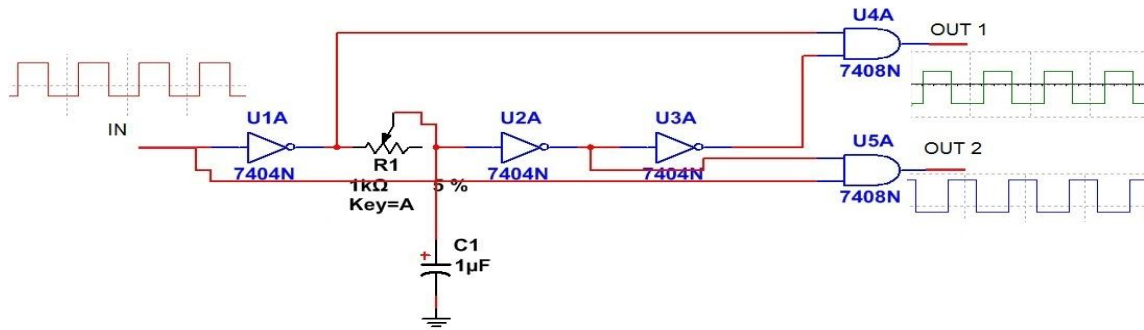 U4A
OUT 1
7408N
IN
U1A
7404N
R1
1kΩ 5 %
Key=A
U2A
7404N
U3A
7404N
U5A
OUT 2
7408N
+
C1
1µF